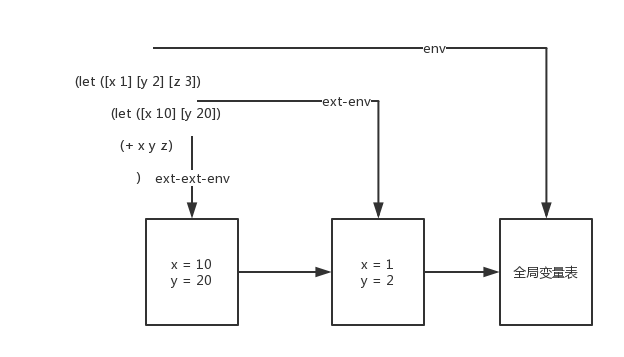 env
(let ([x 1] [y 2] [z 3])
ext-env
(let ([x 10] [y 20])
(+ x y z)
) ext-ext-env
x = 10
y = 20
x = 1
y = 2
全局变量表